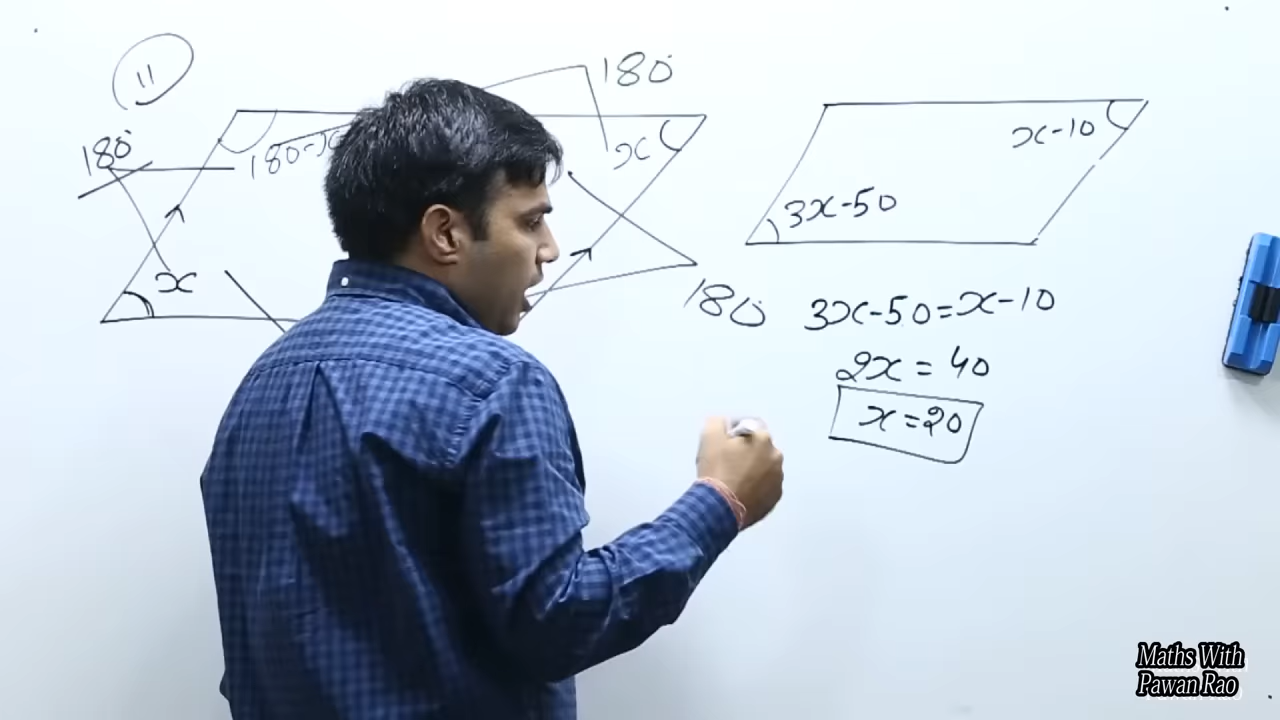 11
180°
180°
180-x
x
x
180°
x-10
3x-50
3x-50=x-10
2x = 40
x=20
Maths With
Pawan Rao